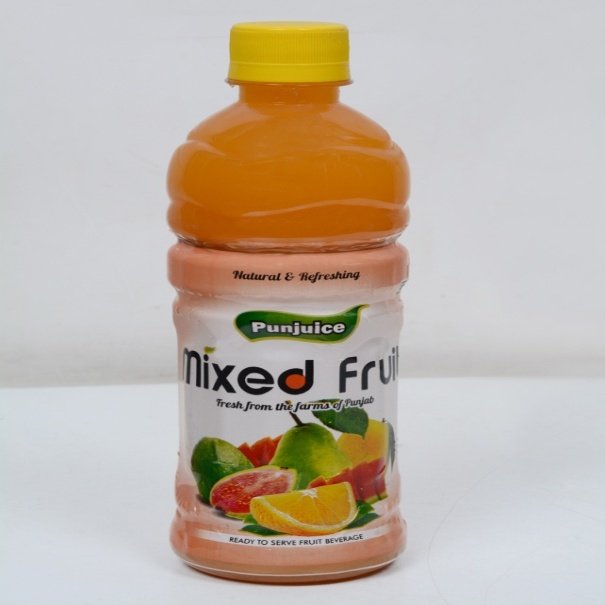 Natural & Refreshing
Punjuice
mixed fruit
Fresh from the farms of Punjab
READY TO SERVE FRUIT BEVERAGE